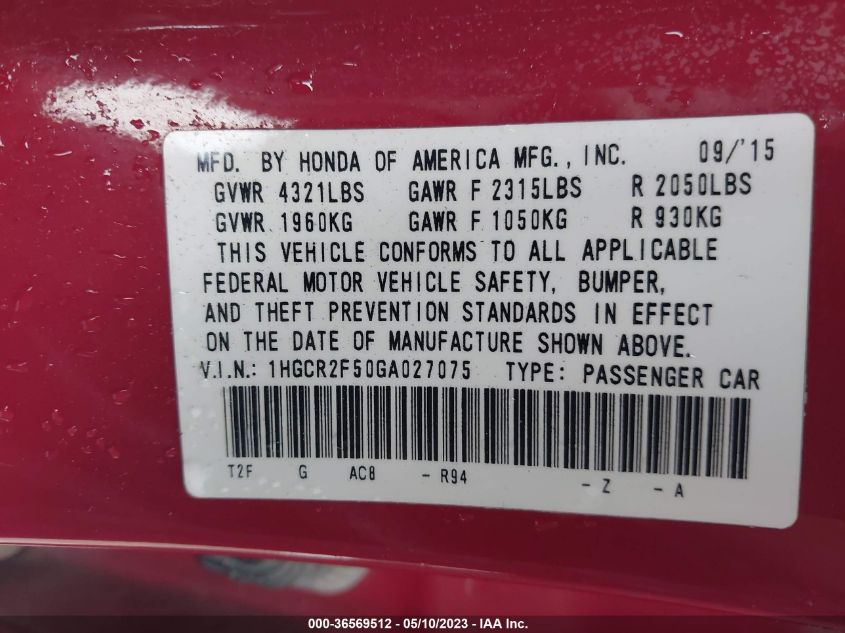 MFD. BY HONDA OF AMERICA MFG., INC. 09/'15
GVWR 4321LBS GAWR F 2315LBS R 2050LBS
GVWR 1960KG GAWR F 1050KG R 930KG
THIS VEHICLE CONFORMS TO ALL APPLICABLE
FEDERAL MOTOR VEHICLE SAFETY, BUMPER,
AND THEFT PREVENTION STANDARDS IN EFFECT
ON THE DATE OF MANUFACTURE SHOWN ABOVE.
V.I.N.: 1HGCR2F50GA027075 TYPE: PASSENGER CAR
T2F G AC8 - R94 - Z - A
000-36569512 - 05/10/2023 - IAA Inc.